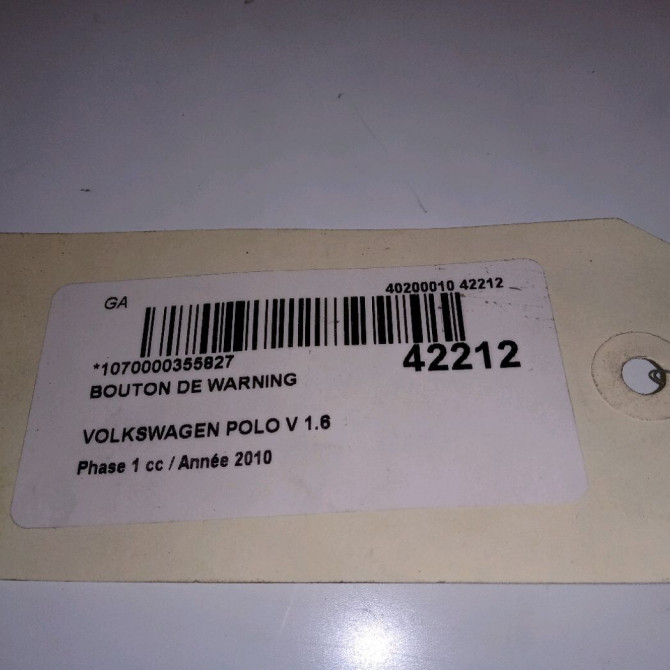 GA
40200010 42212
*1070000355827
42212
BOUTON DE WARNING
VOLKSWAGEN POLO V 1.6
Phase 1 cc / Année 2010